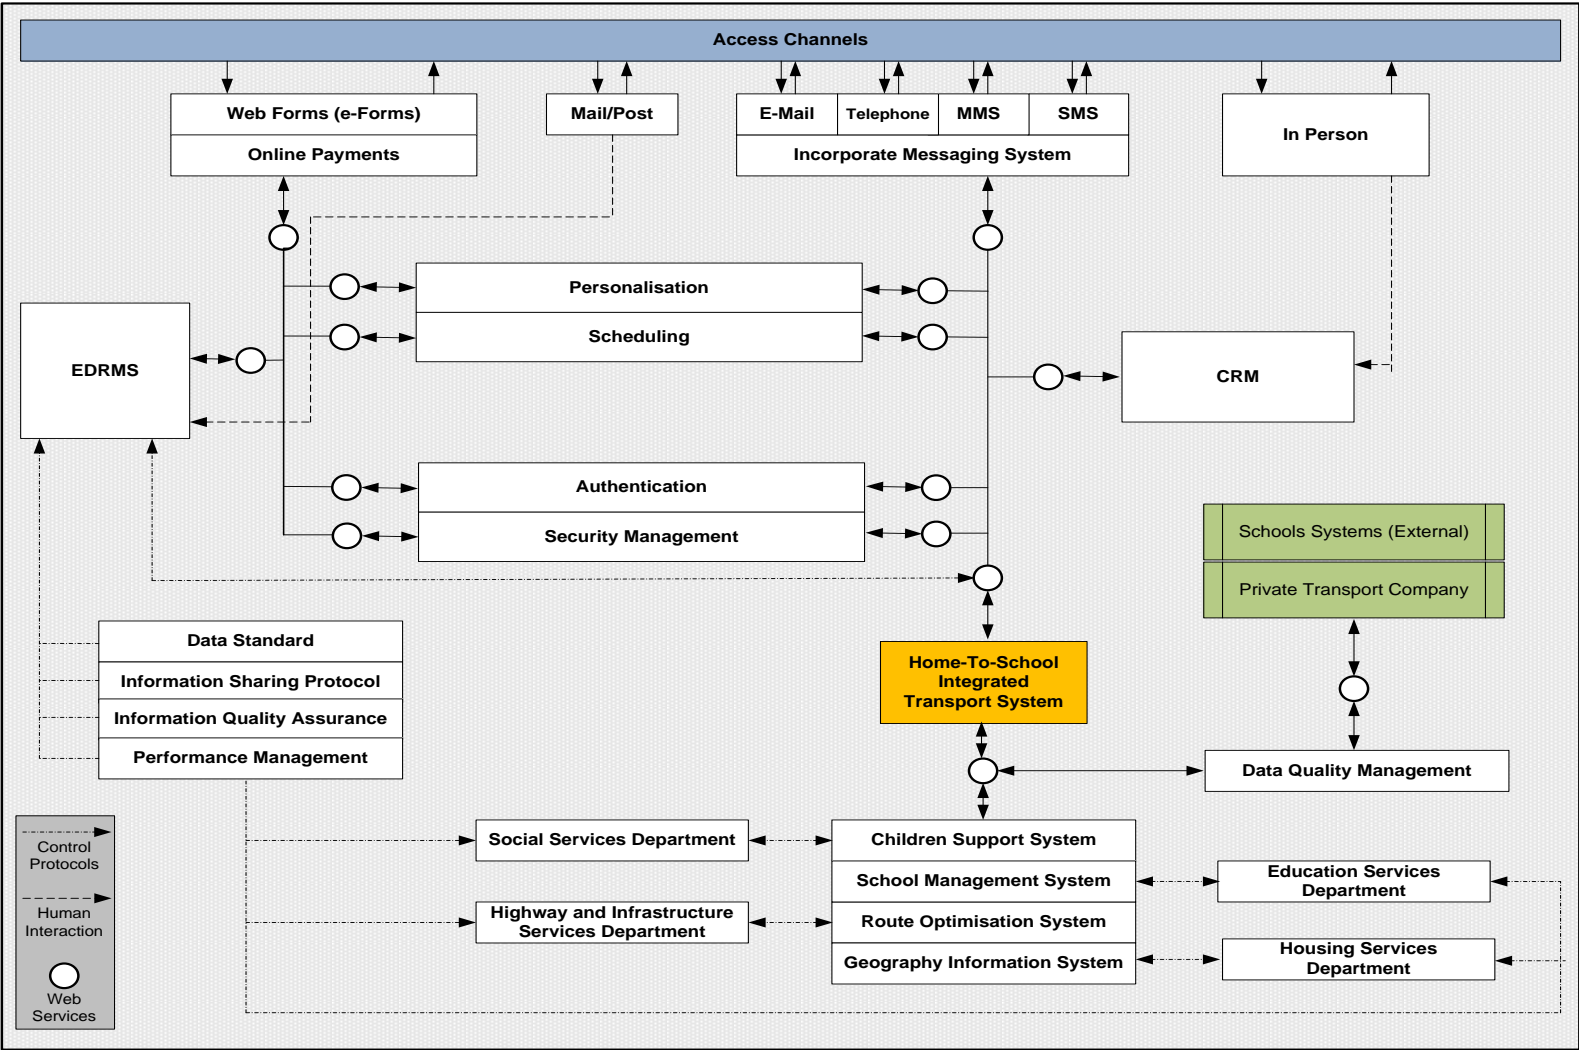 Access Channels
Web Forms (e-Forms)
Online Payments
Mail/Post
E-Mail
Telephone
MMS
SMS
Incorporate Messaging System
In Person
Personalisation
Scheduling
EDRMS
CRM
Authentication
Security Management
Schools Systems (External)
Private Transport Company
Data Standard
Information Sharing Protocol
Information Quality Assurance
Performance Management
Home-To-School
Integrated
Transport System
Data Quality Management
Social Services Department
Children Support System
School Management System
Education Services
Department
Highway and Infrastructure
Services Department
Route Optimisation System
Geography Information System
Housing Services
Department
Control
Protocols
Human
Interaction
Web
Services